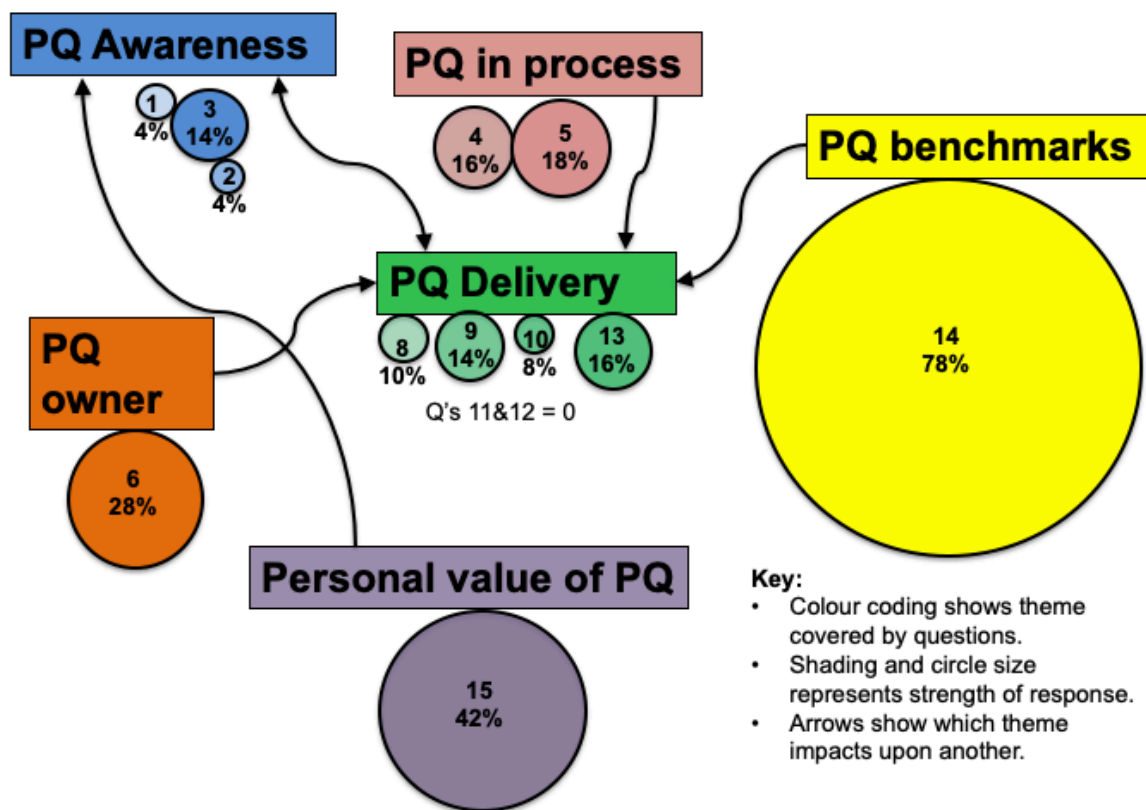 PQ Awareness
1
4%
3
14%
2
4%
PQ in process
4
16%
5
18%
PQ benchmarks
14
78%
PQ Delivery
8
10%
9
14%
10
8%
13
16%
Q's 11&12 = 0
PQ
owner
6
28%
Personal value of PQ
15
42%
Key:
• Colour coding shows theme
covered by questions.
• Shading and circle size
represents strength of response.
• Arrows show which theme
impacts upon another.